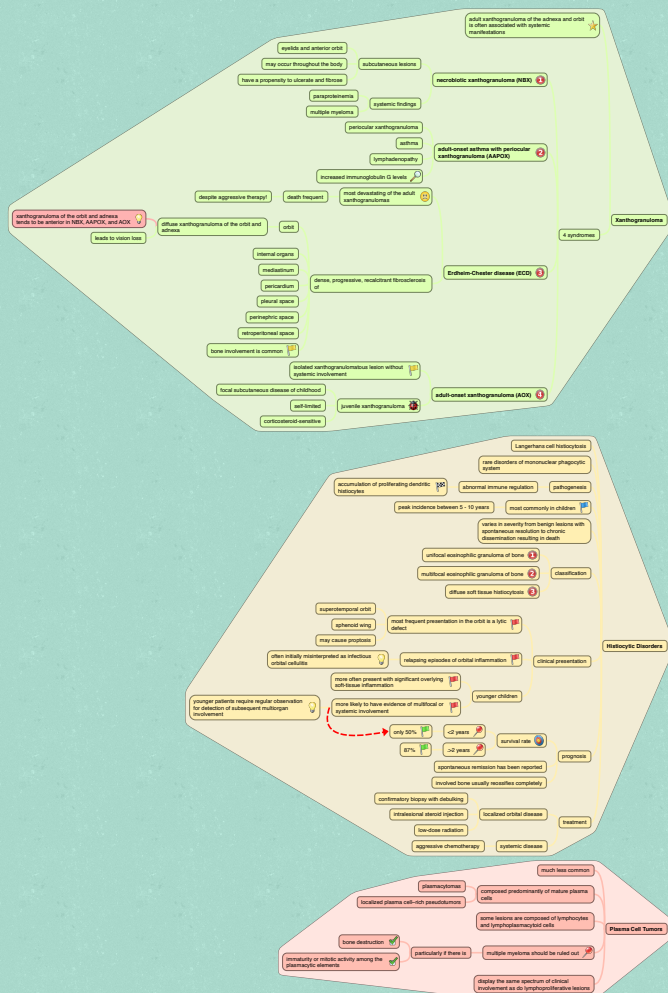 Xanthogranuloma
adult xanthogranuloma of the adnexa and orbit
is often associated with systemic
manifestations
4 syndromes
necrobiotic xanthogranuloma (NBX)
1
subcutaneous lesions
eyelids and anterior orbit
may occur throughout the body
have a propensity to ulcerate and fibrose
systemic findings
paraproteinemia
multiple myeloma
adult-onset asthma with periocular
xanthogranuloma (AAPOX)
2
periocular xanthogranuloma
asthma
lymphadenopathy
increased immunoglobulin G levels
Erdheim-Chester disease (ECD)
3
most devastating of the adult
xanthogranulomas
death frequent
despite aggressive therapy!
orbit
diffuse xanthogranuloma of the orbit and
adnexa
xanthogranuloma of the orbit and adnexa
tends to be anterior in NBX, AAPOX, and AOX
leads to vision loss
dense, progressive, recalcitrant fibrosclerosis
of
internal organs
mediastinum
pericardium
pleural space
perinephric space
retroperitoneal space
bone involvement is common
adult-onset xanthogranuloma (AOX)
4
isolated xanthogranulomatous lesion without
systemic involvement
juvenile xanthogranuloma
focal subcutaneous disease of childhood
self-limited
corticosteroid-sensitive
Histiocytic Disorders
Langerhans cell histiocytosis
rare disorders of mononuclear phagocytic
system
pathogenesis
abnormal immune regulation
accumulation of proliferating dendritic
histiocytes
most commonly in children
peak incidence between 5 - 10 years
varies in severity from benign lesions with
spontaneous resolution to chronic
dissemination resulting in death
classification
unifocal eosinophilic granuloma of bone
1
multifocal eosinophilic granuloma of bone
2
diffuse soft tissue histiocytosis
3
clinical presentation
most frequent presentation in the orbit is a lytic
defect
superotemporal orbit
sphenoid wing
may cause proptosis
relapsing episodes of orbital inflammation
often initially misinterpreted as infectious
orbital cellulitis
younger children
more often present with significant overlying
soft-tissue inflammation
more likely to have evidence of multifocal or
systemic involvement
younger patients require regular observation
for detection of subsequent multiorgan
involvement
prognosis
survival rate
<2 years
only 50%
>2 years
87%
spontaneous remission has been reported
involved bone usually reossifies completely
treatment
localized orbital disease
confirmatory biopsy with debulking
intralesional steroid injection
low-dose radiation
systemic disease
aggressive chemotherapy
Plasma Cell Tumors
much less common
composed predominantly of mature plasma
cells
plasmacytomas
localized plasma cell–rich pseudotumors
some lesions are composed of lymphocytes
and lymphoplasmacytoid cells
multiple myeloma should be ruled out
particularly if there is
bone destruction
immaturity or mitotic activity among the
plasmacytic elements
display the same spectrum of clinical
involvement as do lymphoproliferative lesions